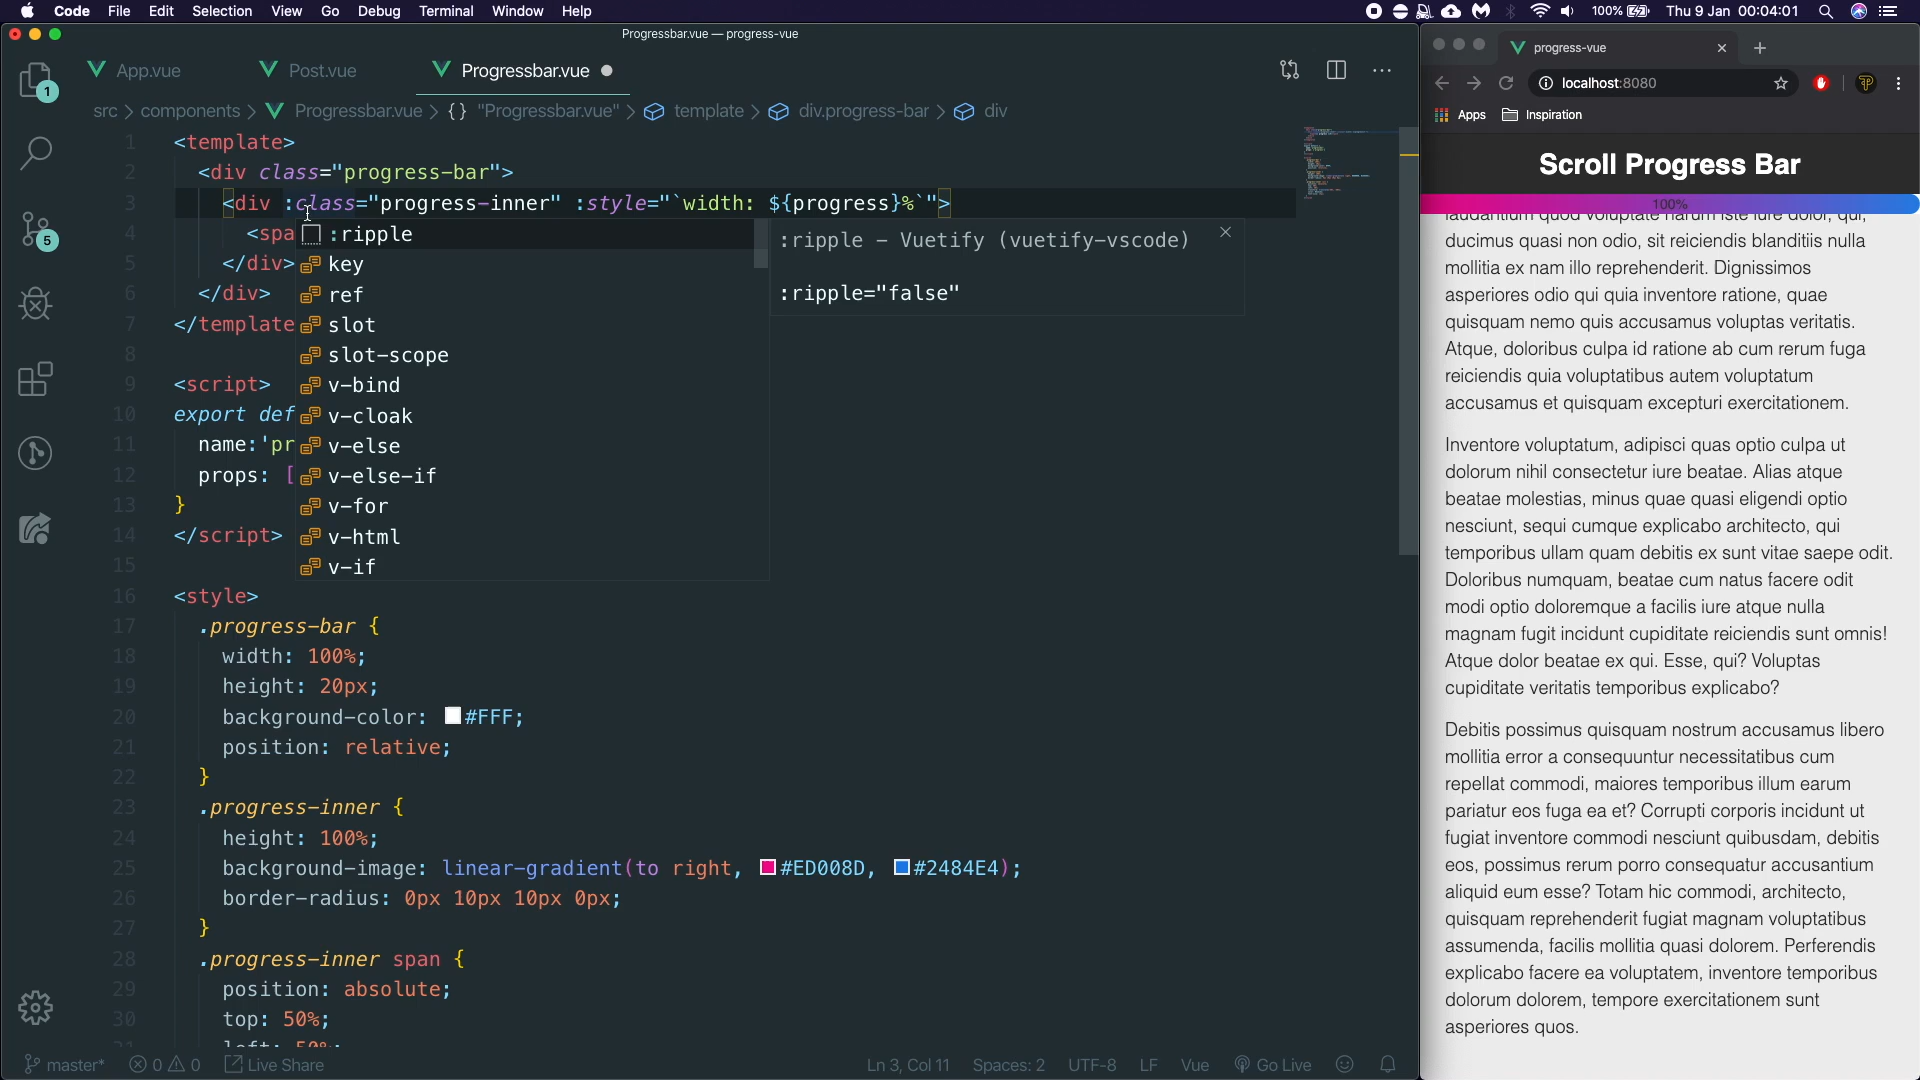 Code File Edit Selection View Go Debug Terminal Window Help 100% Thu 9 Jan 00:04:01
Progressbar.vue — progress-vue
App.vue Post.vue Progressbar.vue
src > components > Progressbar.vue > {} "Progressbar.vue" > template > div.progress-bar > div
1 <template>
2 <div class="progress-bar">
3 <div :class="progress-inner" :style="`width: ${progress}%`">
4 <spa
5 </div>
6 </div>
7 </template
8
9 <script>
10 export def
11 name:'pr
12 props: [
13 }
14 </script>
15
16 <style>
17 .progress-bar {
18 width: 100%;
19 height: 20px;
20 background-color: #FFF;
21 position: relative;
22 }
23 .progress-inner {
24 height: 100%;
25 background-image: linear-gradient(to right, #ED008D, #2484E4);
26 border-radius: 0px 10px 10px 0px;
27 }
28 .progress-inner span {
29 position: absolute;
30 top: 50%;
31 left: 50%;
:ripple
key
ref
slot
slot-scope
v-bind
v-cloak
v-else
v-else-if
v-for
v-html
v-if
:ripple – Vuetify (vuetify-vscode)
:ripple="false"
1
5
master* 0 0 Live Share Ln 3, Col 11 Spaces: 2 UTF-8 LF Vue Go Live
progress-vue
localhost:8080
Apps Inspiration
Scroll Progress Bar
100%
laudantium quod voluptate harum iste iure dolor, qui,
ducimus quasi non odio, sit reiciendis blanditiis nulla
mollitia ex nam illo reprehenderit. Dignissimos
asperiores odio qui quia inventore ratione, quae
quisquam nemo quis accusamus voluptas veritatis.
Atque, doloribus culpa id ratione ab cum rerum fuga
reiciendis quia voluptatibus autem voluptatum
accusamus et quisquam excepturi exercitationem.
Inventore voluptatum, adipisci quas optio culpa ut
dolorum nihil consectetur iure beatae. Alias atque
beatae molestias, minus quae quasi eligendi optio
nesciunt, sequi cumque explicabo architecto, qui
temporibus ullam quam debitis ex sunt vitae saepe odit.
Doloribus numquam, beatae cum natus facere odit
modi optio doloremque a facilis iure atque nulla
magnam fugit incidunt cupiditate reiciendis sunt omnis!
Atque dolor beatae ex qui. Esse, qui? Voluptas
cupiditate veritatis temporibus explicabo?
Debitis possimus quisquam nostrum accusamus libero
mollitia error a consequuntur necessitatibus cum
repellat commodi, maiores temporibus illum earum
pariatur eos fuga ea et? Corrupti corporis incidunt ut
fugiat inventore commodi nesciunt quibusdam, debitis
eos, possimus rerum porro consequatur accusantium
aliquid eum esse? Totam hic commodi, architecto,
quisquam reprehenderit fugiat magnam voluptatibus
assumenda, facilis mollitia quasi dolorem. Perferendis
explicabo facere ea voluptatem, inventore temporibus
dolorum dolorem, tempore exercitationem sunt
asperiores quos.